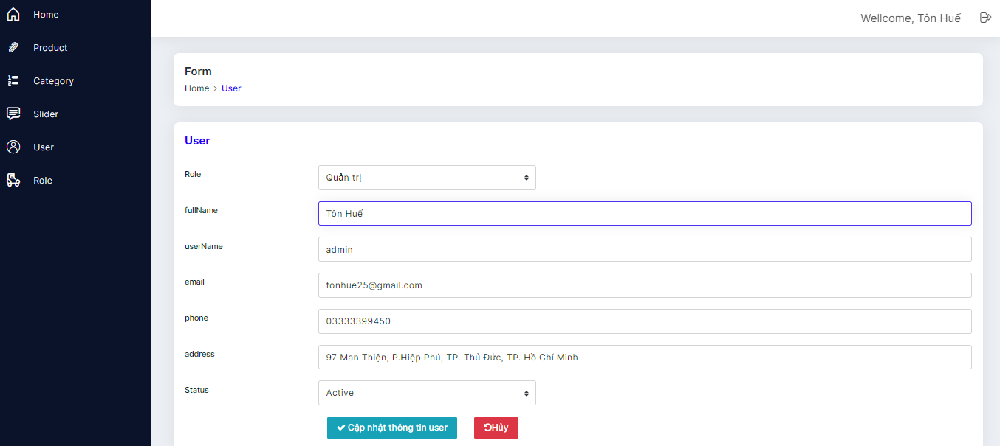 Home
Product
Category
Slider
User
Role
Wellcome, Tôn Huế
Form
Home › User
User
Role Quản trị
fullName Tôn Huế
userName admin
email tonhue25@gmail.com
phone 03333399450
address 97 Man Thiện, P.Hiệp Phú, TP. Thủ Đức, TP. Hồ Chí Minh
Status Active
Cập nhật thông tin user Hủy